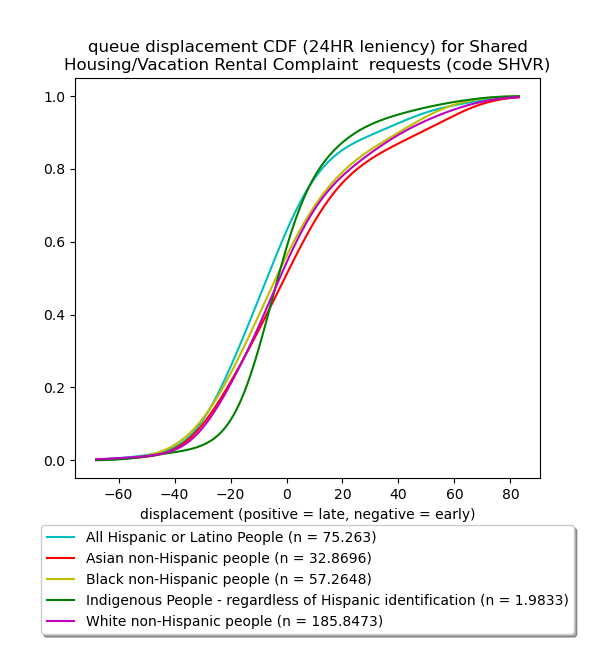 queue displacement CDF (24HR leniency) for Shared
Housing/Vacation Rental Complaint  requests (code SHVR)
1.0
0.8
0.6
0.4
0.2
0.0
−60 −40 −20 0 20 40 60 80
displacement (positive = late, negative = early)
All Hispanic or Latino People (n = 75.263)
Asian non-Hispanic people (n = 32.8696)
Black non-Hispanic people (n = 57.2648)
Indigenous People - regardless of Hispanic identification (n = 1.9833)
White non-Hispanic people (n = 185.8473)